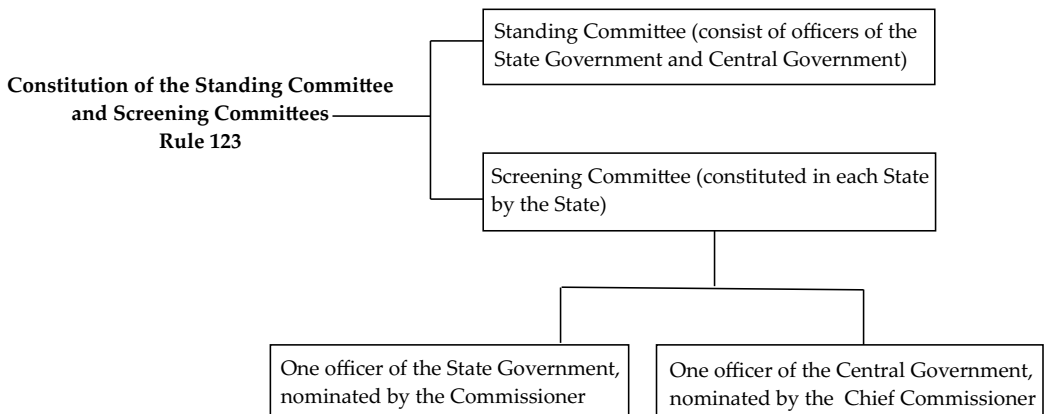 Standing Committee (consist of officers of the
State Government and Central Government)
Constitution of the Standing Committee
and Screening Committees
Rule 123
Screening Committee (constituted in each State
by the State)
One officer of the State Government,
nominated by the Commissioner
One officer of the Central Government,
nominated by the Chief Commissioner